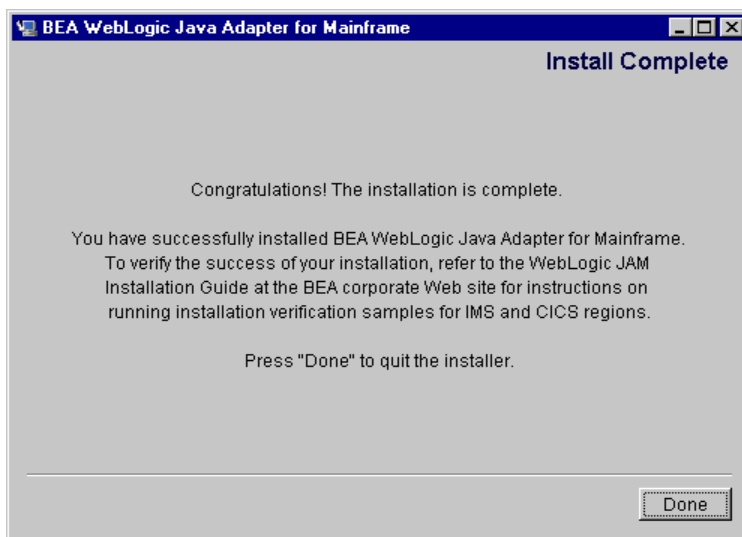 BEA WebLogic Java Adapter for Mainframe
Install Complete
Congratulations! The installation is complete.
You have successfully installed BEA WebLogic Java Adapter for Mainframe.
To verify the success of your installation, refer to the WebLogic JAM
Installation Guide at the BEA corporate Web site for instructions on
running installation verification samples for IMS and CICS regions.
Press "Done" to quit the installer.
Done